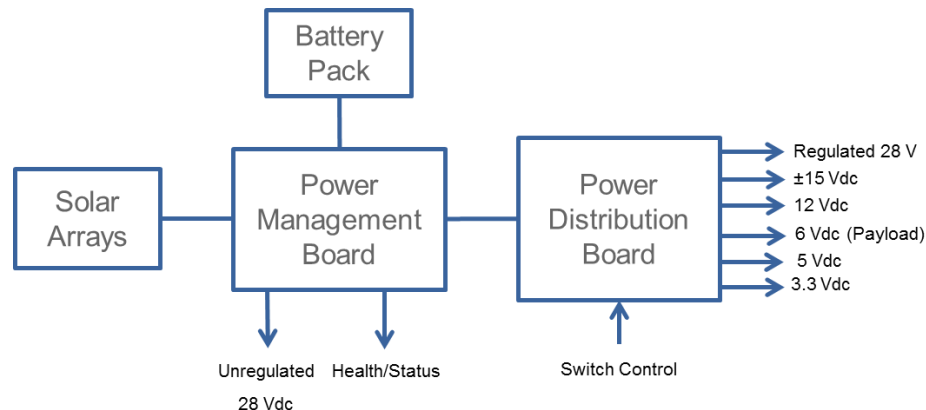 Battery
Pack
Solar
Arrays
Power
Management
Board
Power
Distribution
Board
Regulated 28 V
±15 Vdc
12 Vdc
6 Vdc (Payload)
5 Vdc
3.3 Vdc
Unregulated
28 Vdc
Health/Status
Switch Control